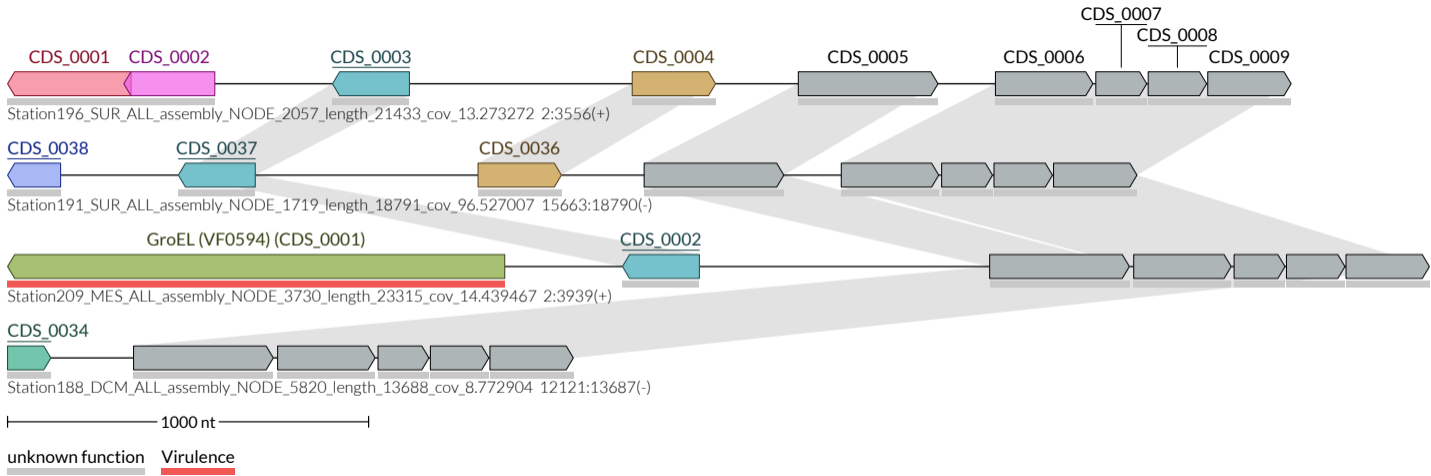 CDS_0007
CDS_0008
CDS_0001 CDS_0002 CDS_0003 CDS_0004 CDS_0005 CDS_0006 CDS_0009
Station196_SUR_ALL_assembly_NODE_2057_length_21433_cov_13.273272 2:3556(+)
CDS_0038 CDS_0037 CDS_0036
Station191_SUR_ALL_assembly_NODE_1719_length_18791_cov_96.527007 15663:18790(-)
GroEL (VF0594) (CDS_0001) CDS_0002
Station209_MES_ALL_assembly_NODE_3730_length_23315_cov_14.439467 2:3939(+)
CDS_0034
Station188_DCM_ALL_assembly_NODE_5820_length_13688_cov_8.772904 12121:13687(-)
1000 nt
unknown function Virulence